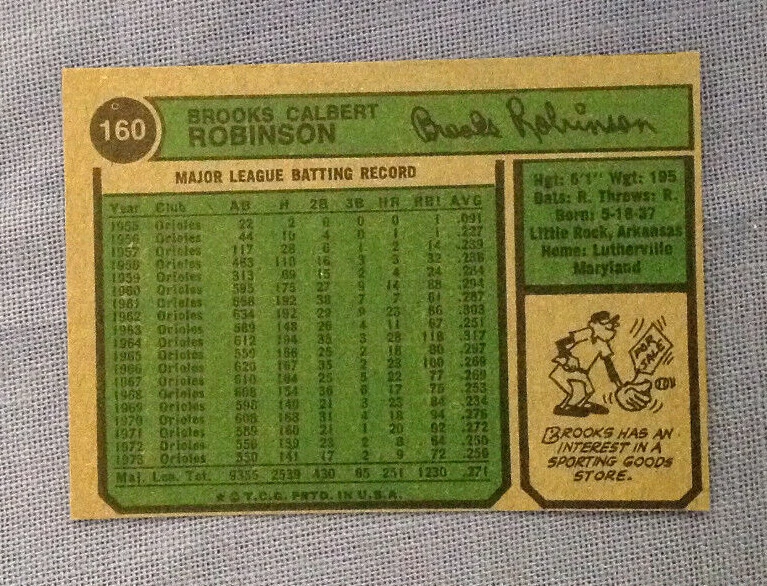 160
BROOKS CALBERT
ROBINSON
Brooks Robinson
MAJOR LEAGUE BATTING RECORD
Year Club AB H 2B 3B HR RBI AVG
1955 Orioles 22 2 0 0 0 1 .091
1956 Orioles 44 10 4 0 1 1 .227
1957 Orioles 117 28 6 1 2 14 .239
1958 Orioles 463 110 16 3 3 32 .238
1959 Orioles 313 89 15 2 4 24 .284
1960 Orioles 595 175 27 9 14 88 .294
1961 Orioles 668 192 38 7 7 61 .287
1962 Orioles 634 192 29 9 23 86 .303
1963 Orioles 589 148 26 4 11 67 .251
1964 Orioles 612 194 35 3 28 118 .317
1965 Orioles 559 166 25 2 18 80 .297
1966 Orioles 620 167 35 2 23 100 .269
1967 Orioles 610 164 25 5 22 77 .269
1968 Orioles 608 154 36 6 17 75 .253
1969 Orioles 598 140 21 3 23 84 .234
1970 Orioles 608 168 31 4 18 94 .276
1971 Orioles 589 160 21 1 20 92 .272
1972 Orioles 556 139 23 2 8 64 .250
1973 Orioles 141 17 2 9 72
Maj. Lea. Tot. 9355 2539 430 65 251 1230 .271
★ © T.C.G. PRTD. IN U.S.A.
Hgt: 6'1" Wgt: 195
Bats: R. Throws: R.
Born: 5-18-37
Little Rock, Arkansas
Home: Lutherville
Maryland
FOR
SALE
BROOKS HAS AN
INTEREST IN A
SPORTING GOODS
STORE.